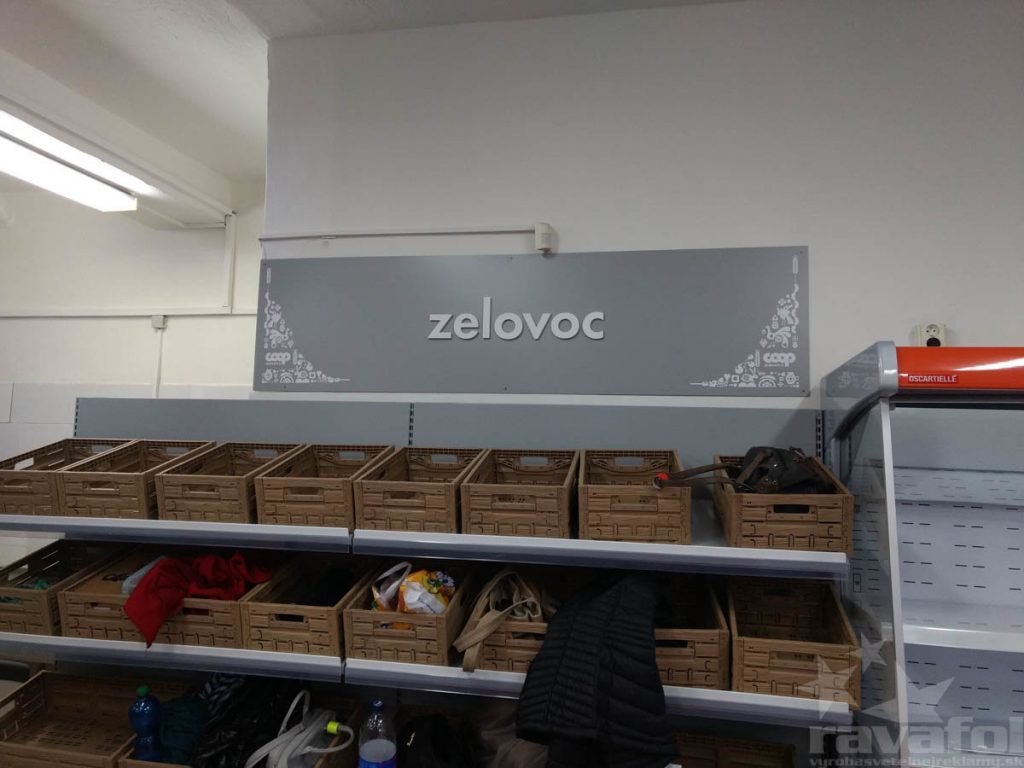 zelovoc
coop
coop
OSCARTIELLE
ravafol
vyrobasvetelnejreklamy.sk